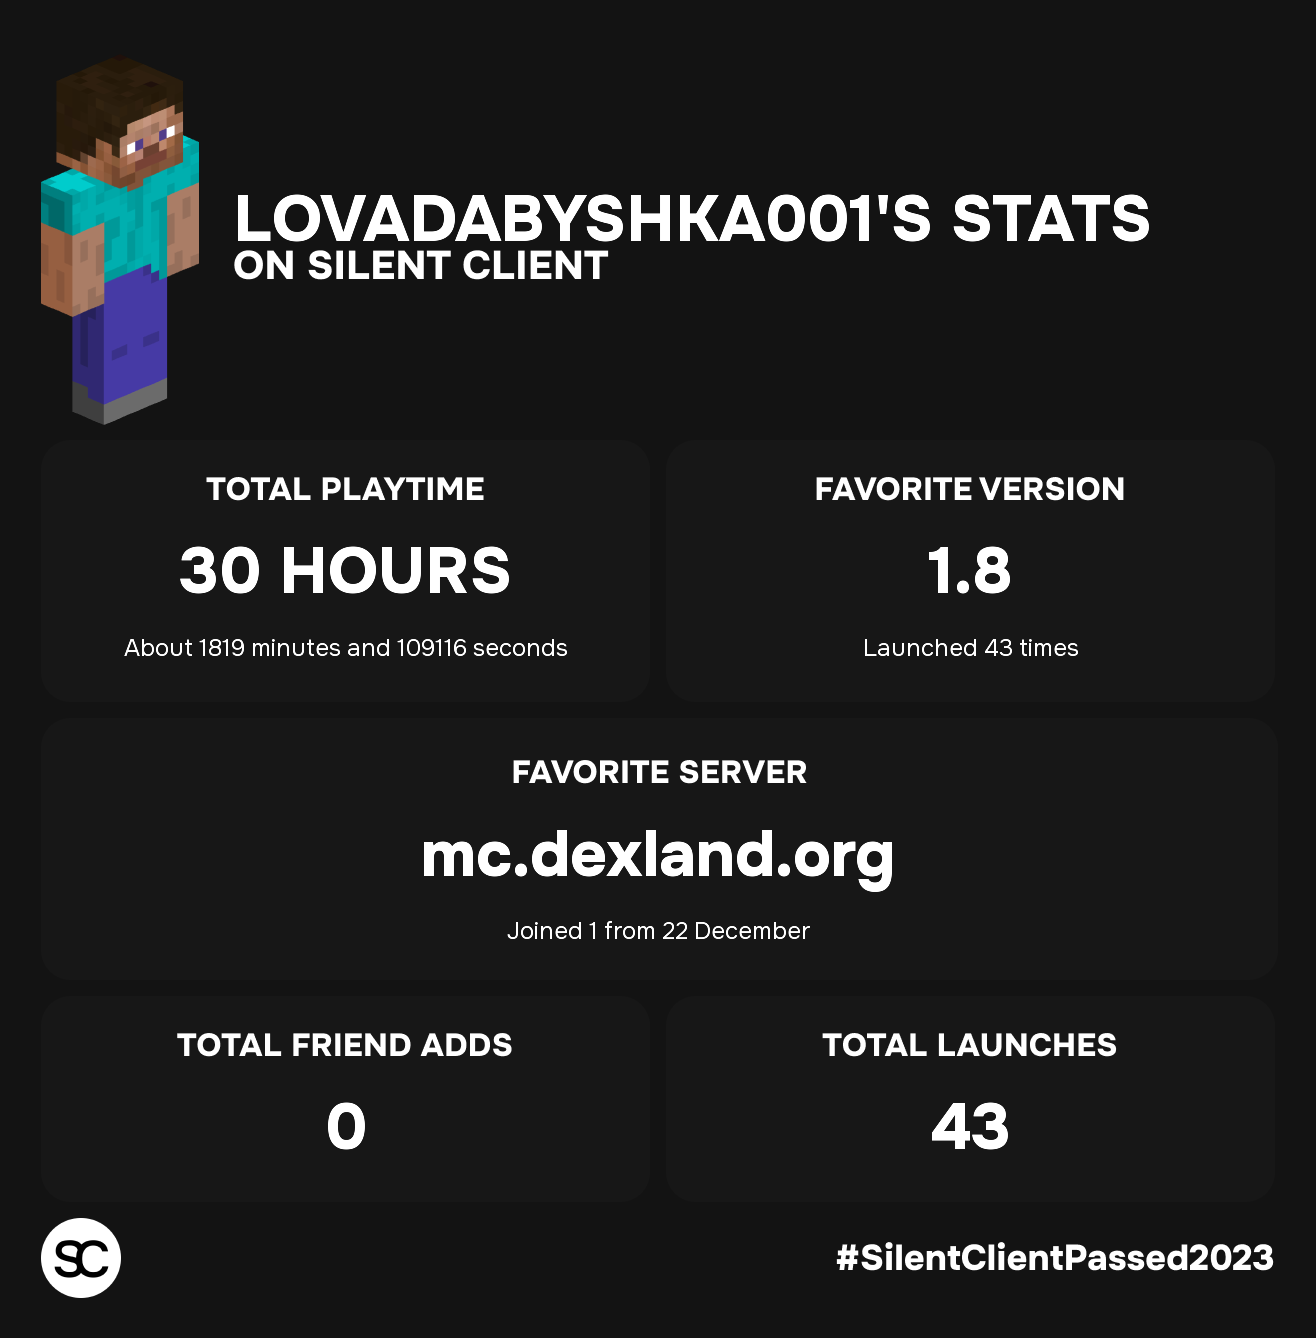 LOVADABYSHKA001'S STATS
ON SILENT CLIENT
TOTAL PLAYTIME
30 HOURS
About 1819 minutes and 109116 seconds
FAVORITE VERSION
1.8
Launched 43 times
FAVORITE SERVER
mc.dexland.org
Joined 1 from 22 December
TOTAL FRIEND ADDS
0
TOTAL LAUNCHES
43
SC
#SilentClientPassed2023